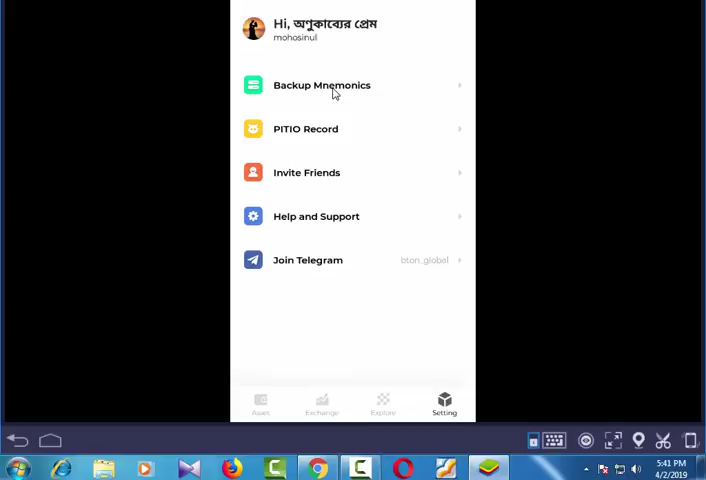 Hi, অণুকাব্যের প্রেম
mohosinul
Backup Mnemonics
PITIO Record
Invite Friends
Help and Support
Join Telegram bton_global
Asset Exchange Explore Setting
5:41 PM
4/2/2019